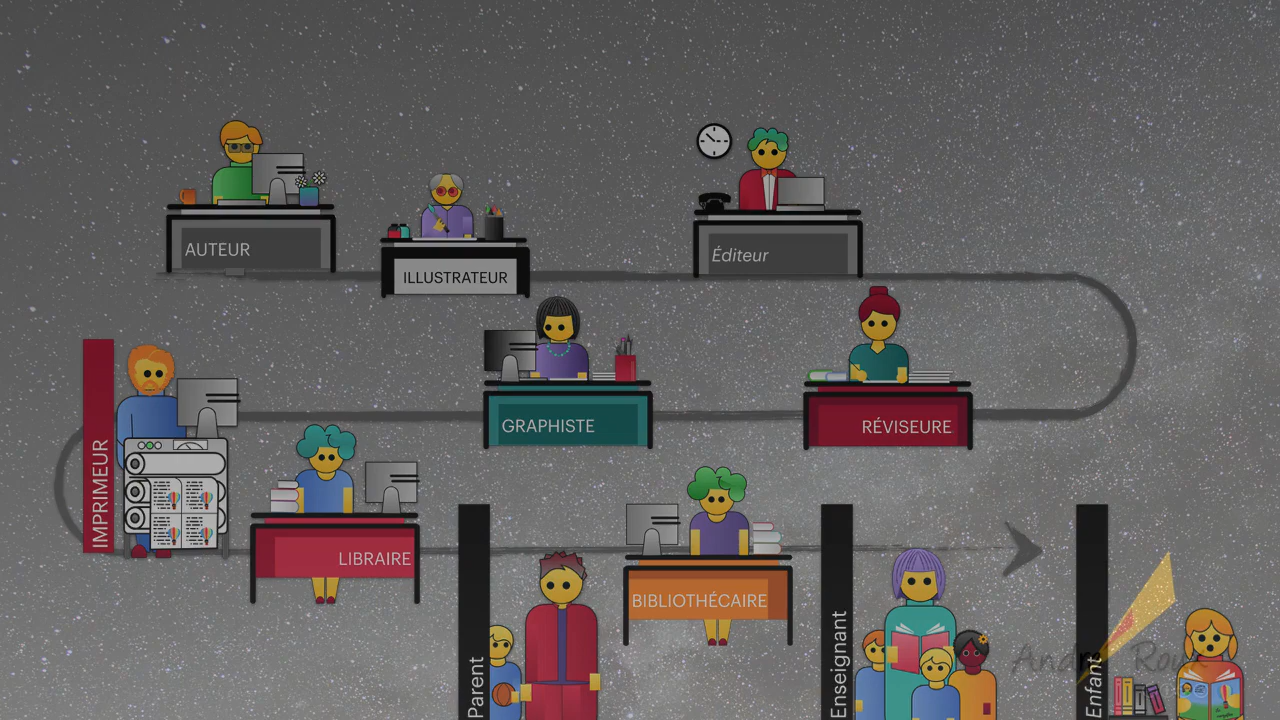 AUTEUR
ILLUSTRATEUR
Éditeur
GRAPHISTE
RÉVISEURE
IMPRIMEUR
LIBRAIRE
BIBLIOTHÉCAIRE
Parent
Enseignant
Enfant